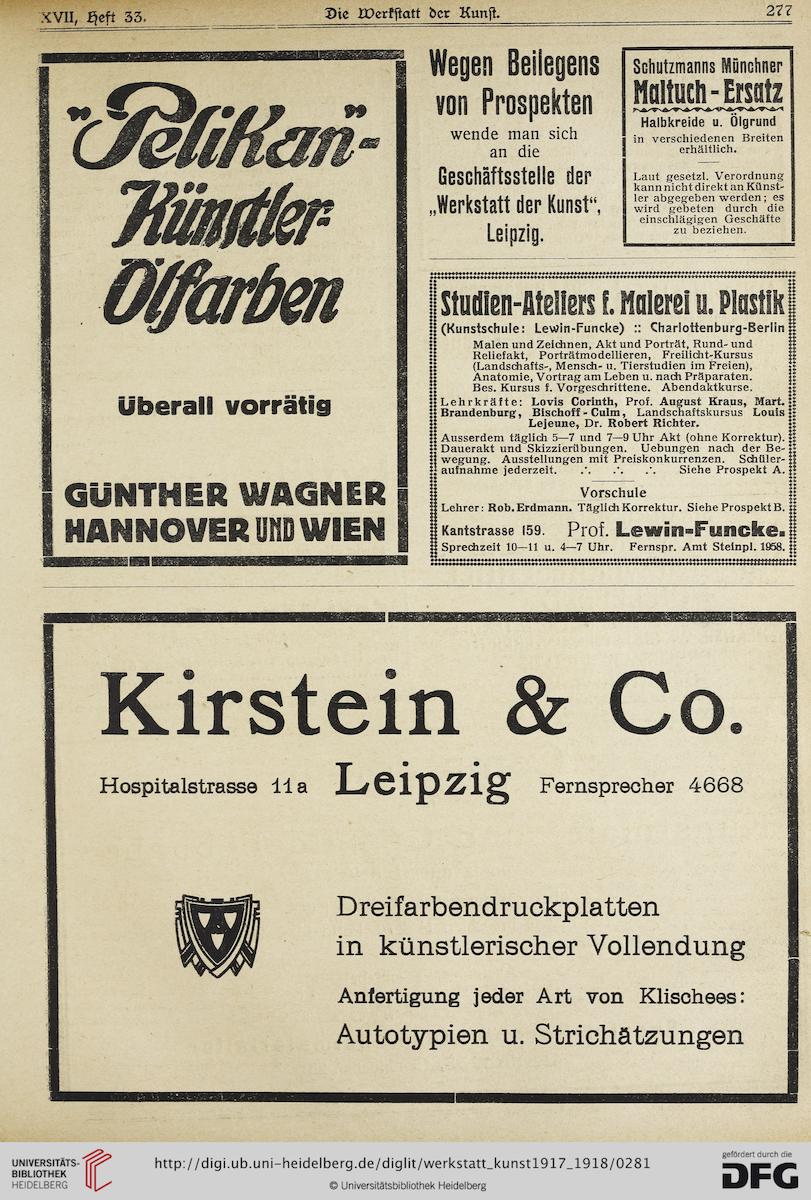 XVII, Heft 33.
Die Werkstatt der Kunst.
277
"Pelikan"-
Künstler-
Ölfarben
Überall vorrätig
GÜNTHER WAGNER
HANNOVER UND WIEN
Wegen Beilegens
von Prospekten
wende man sich
an die
Geschäftsstelle der
„Werkstatt der Kunst“,
Leipzig.
Schutzmanns Münchner
Maltuch-Ersatz
Halbkreide u. Ölgrund
in verschiedenen Breiten
erhältlich.
Laut gesetzl. Verordnung
kann nicht direkt an Künst-
ler abgegeben werden; es
wird gebeten durch die
einschlägigen Geschäfte
zu beziehen.
Studien-Ateliers f. Malerei u. Plastik
(Kunstschule: Lewin-Funcke) :: Charlottenburg-Berlin
Malen und Zeichnen, Akt und Porträt, Rund- und
Reliefakt, Porträtmodellieren, Freilicht-Kursus
(Landschafts-, Mensch- u. Tierstudien im Freien),
Anatomie, Vortrag am Leben u. nach Präparaten.
Bes. Kursus f. Vorgeschrittene. Abendaktkurse.
Lehrkräfte: Lovis Corinth, Prof. August Kraus, Mart.
Brandenburg, Bischoff-Culm, Landschaftskursus Louis
Lejeune, Dr. Robert Richter.
Ausserdem täglich 5—7 und 7—9 Uhr Akt (ohne Korrektur).
Dauerakt und Skizzierübungen. Uebungen nach der Be-
wegung. Ausstellungen mit Preiskonkurrenzen. Schüler-
aufnahme jederzeit. .·. .·. .·. Siehe Prospekt A.
Vorschule
Lehrer: Rob. Erdmann. Täglich Korrektur. Siehe Prospekt B.
Kantstrasse 159. Prof. Lewin-Funcke.
Sprechzeit 10—11 u. 4—7 Uhr. Fernspr. Amt Steinpl. 1958.
Kirstein & Co.
Hospitalstrasse 11a Leipzig Fernsprecher 4668
Dreifarbendruckplatten
in künstlerischer Vollendung
Anfertigung jeder Art von Klischees:
Autotypien u. Strichätzungen
UNIVERSITÄTS-
BIBLIOTHEK
HEIDELBERG
http://digi.ub.uni-heidelberg.de/diglit/werkstatt_kunst1917_1918/0281
© Universitätsbibliothek Heidelberg
gefördert durch die
DFG